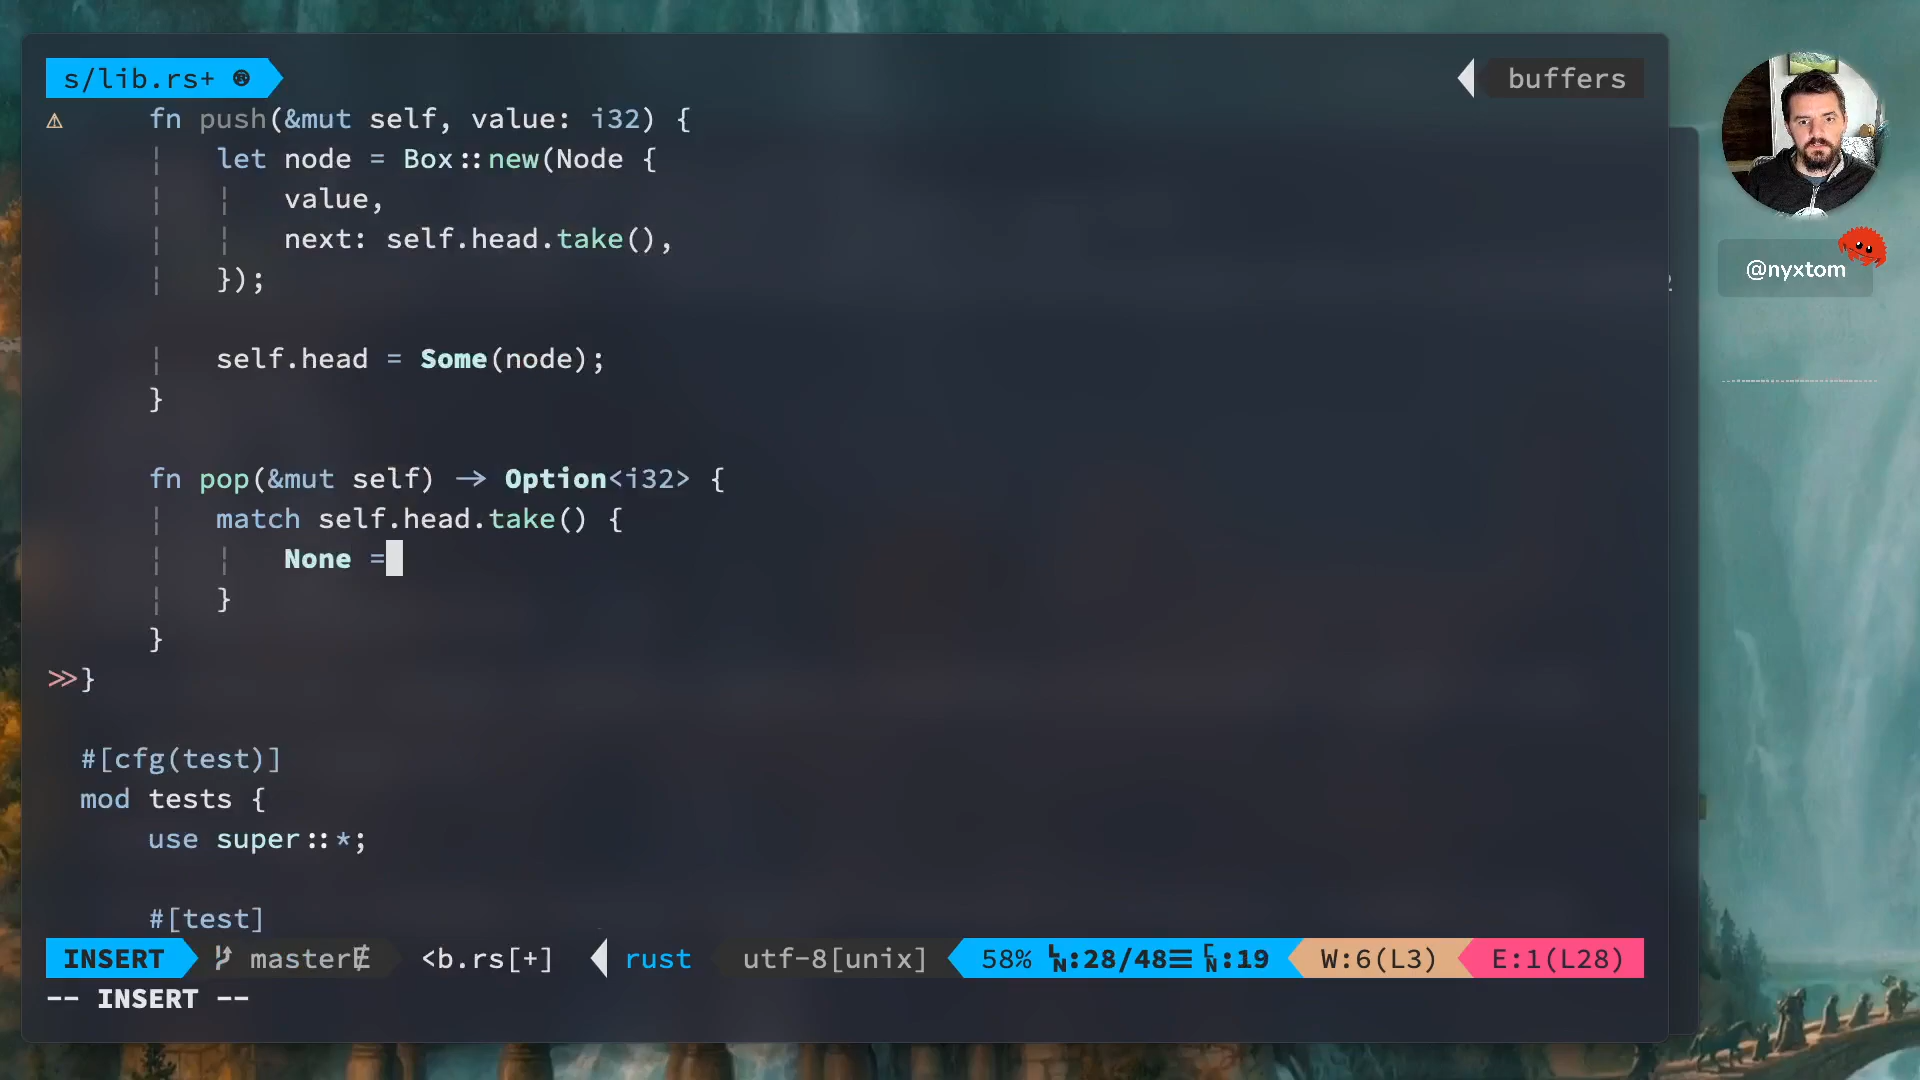 s/lib.rs+ ®
buffers
⚠ fn push(&mut self, value: i32) {
let node = Box::new(Node {
value,
next: self.head.take(),
});
self.head = Some(node);
}
fn pop(&mut self) -> Option<i32> {
match self.head.take() {
None =
}
}
>>}
#[cfg(test)]
mod tests {
use super::*;
#[test]
INSERT master <b.rs[+] rust utf-8[unix] 58% LN:28/48☰ CN:19 W:6(L3) E:1(L28)
-- INSERT --
@nyxtom